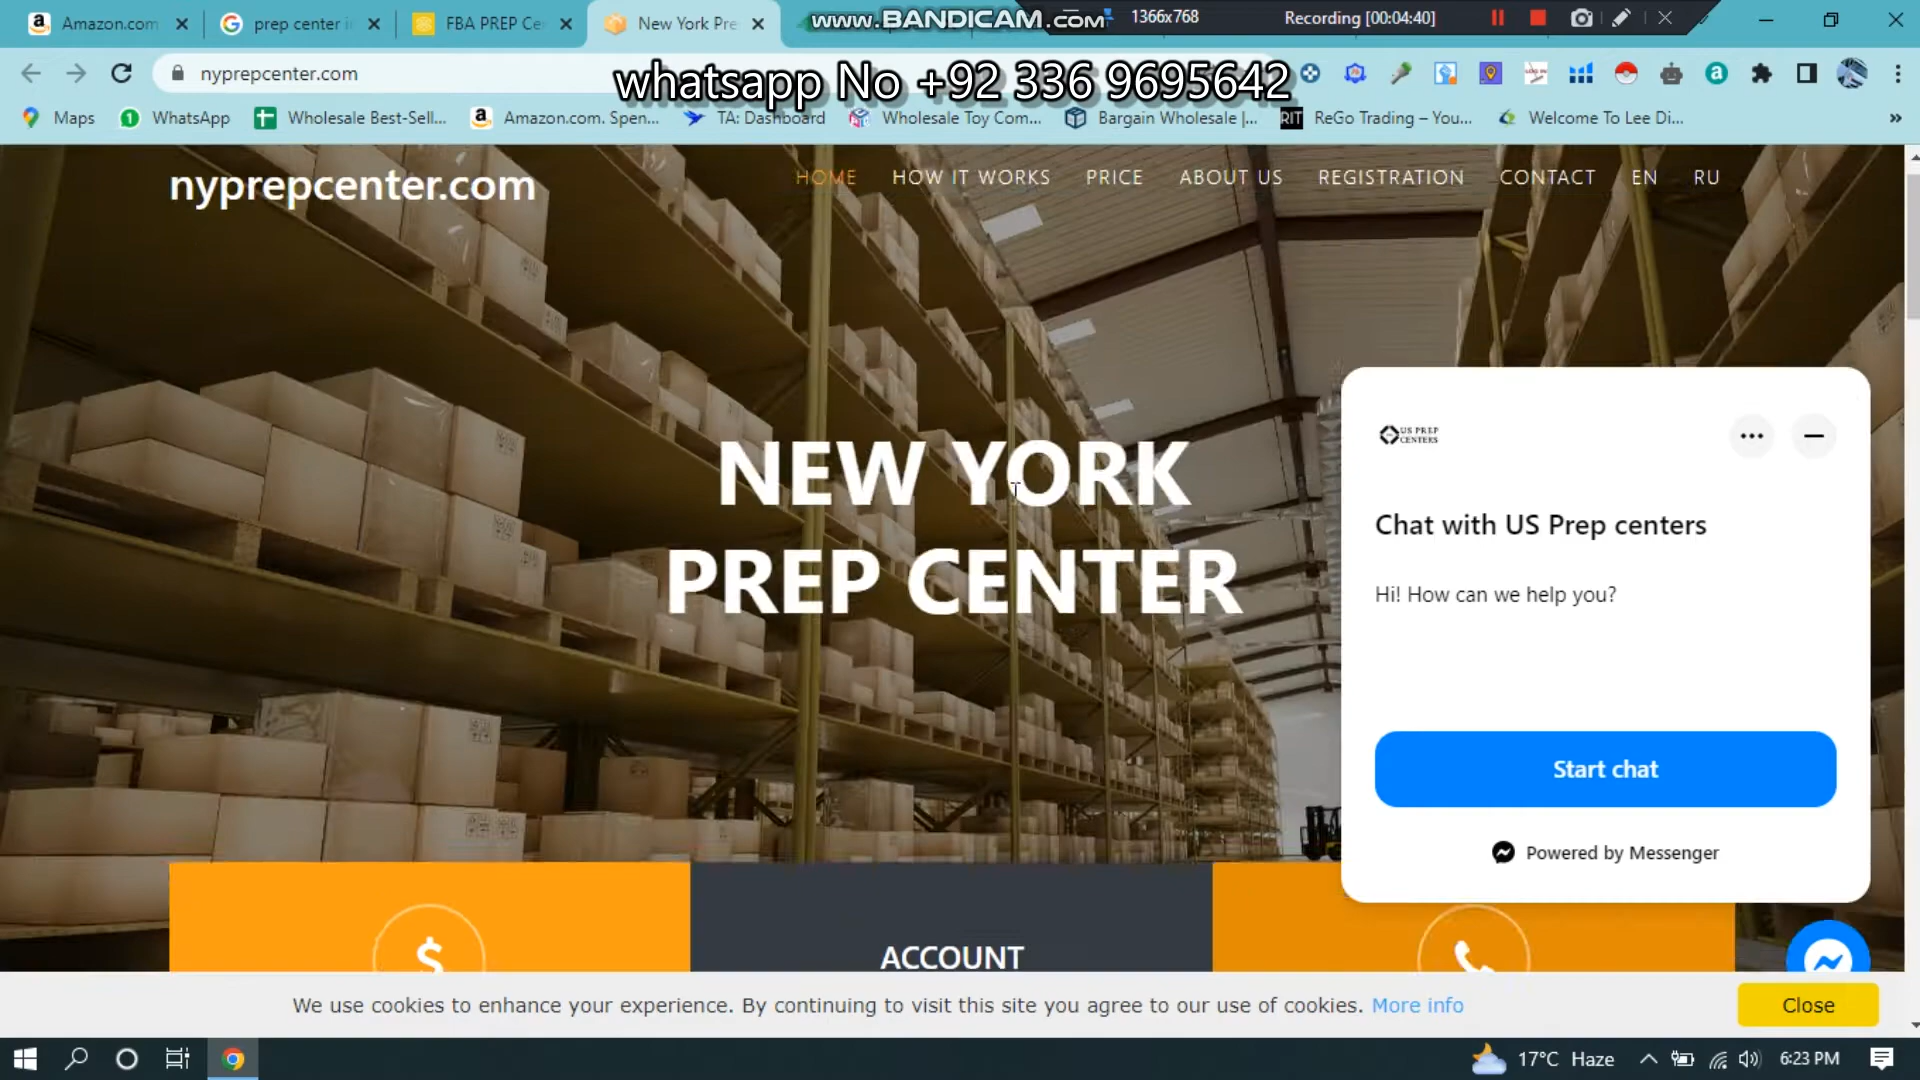 Amazon.com
prep center i
FBA PREP Ce
New York Pre
www.BANDICAM.com
1366x768
Recording [00:04:40]
nyprepcenter.com
whatsapp No +92 336 9695642
Maps
WhatsApp
Wholesale Best-Sell...
Amazon.com. Spen...
TA: Dashboard
Wholesale Toy Com...
Bargain Wholesale |...
RIT
ReGo Trading – You...
Welcome To Lee Di...
nyprepcenter.com
HOME
HOW IT WORKS
PRICE
ABOUT US
REGISTRATION
CONTACT
EN
RU
NEW YORK
PREP CENTER
US PREP
CENTERS
Chat with US Prep centers
Hi! How can we help you?
Start chat
Powered by Messenger
ACCOUNT
We use cookies to enhance your experience. By continuing to visit this site you agree to our use of cookies. More info
Close
17°C Haze
6:23 PM